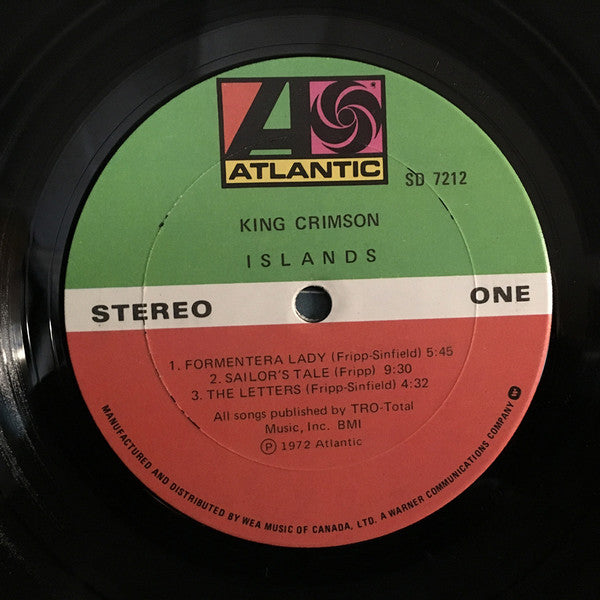 ATLANTIC
SD 7212
KING CRIMSON
ISLANDS
STEREO
ONE
1. FORMENTERA LADY (Fripp-Sinfield) 5:45
2. SAILOR'S TALE (Fripp) 9:30
3. THE LETTERS (Fripp-Sinfield) 4:32
All songs published by TRO-Total
Music, Inc. BMI
Ⓟ 1972 Atlantic
MANUFACTURED AND DISTRIBUTED BY WEA MUSIC OF CANADA, LTD. A WARNER COMMUNICATIONS COMPANY